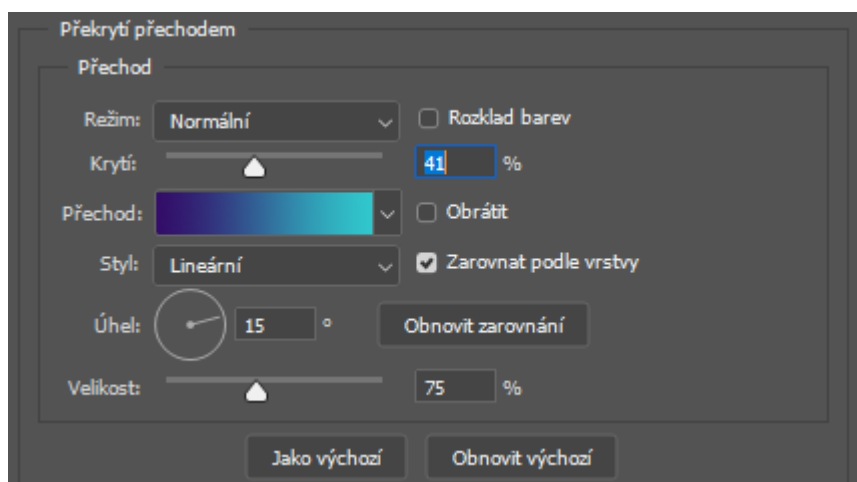 Překrytí přechodem
Přechod
Režim: Normální Rozklad barev
Krytí: 41 %
Přechod: Obrátit
Styl: Lineární Zarovnat podle vrstvy
Úhel: 15 ° Obnovit zarovnání
Velikost: 75 %
Jako výchozí Obnovit výchozí